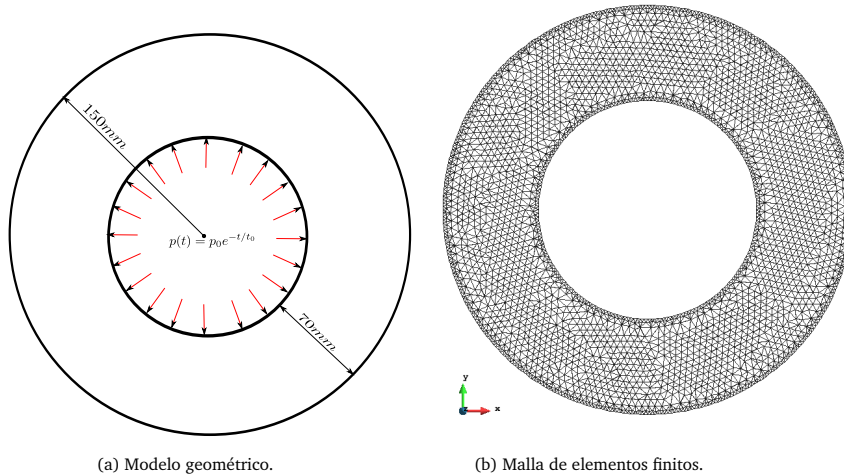 150mm
p(t) = p₀e^{-t/t₀}
70mm
y
x
(a) Modelo geométrico.
(b) Malla de elementos finitos.